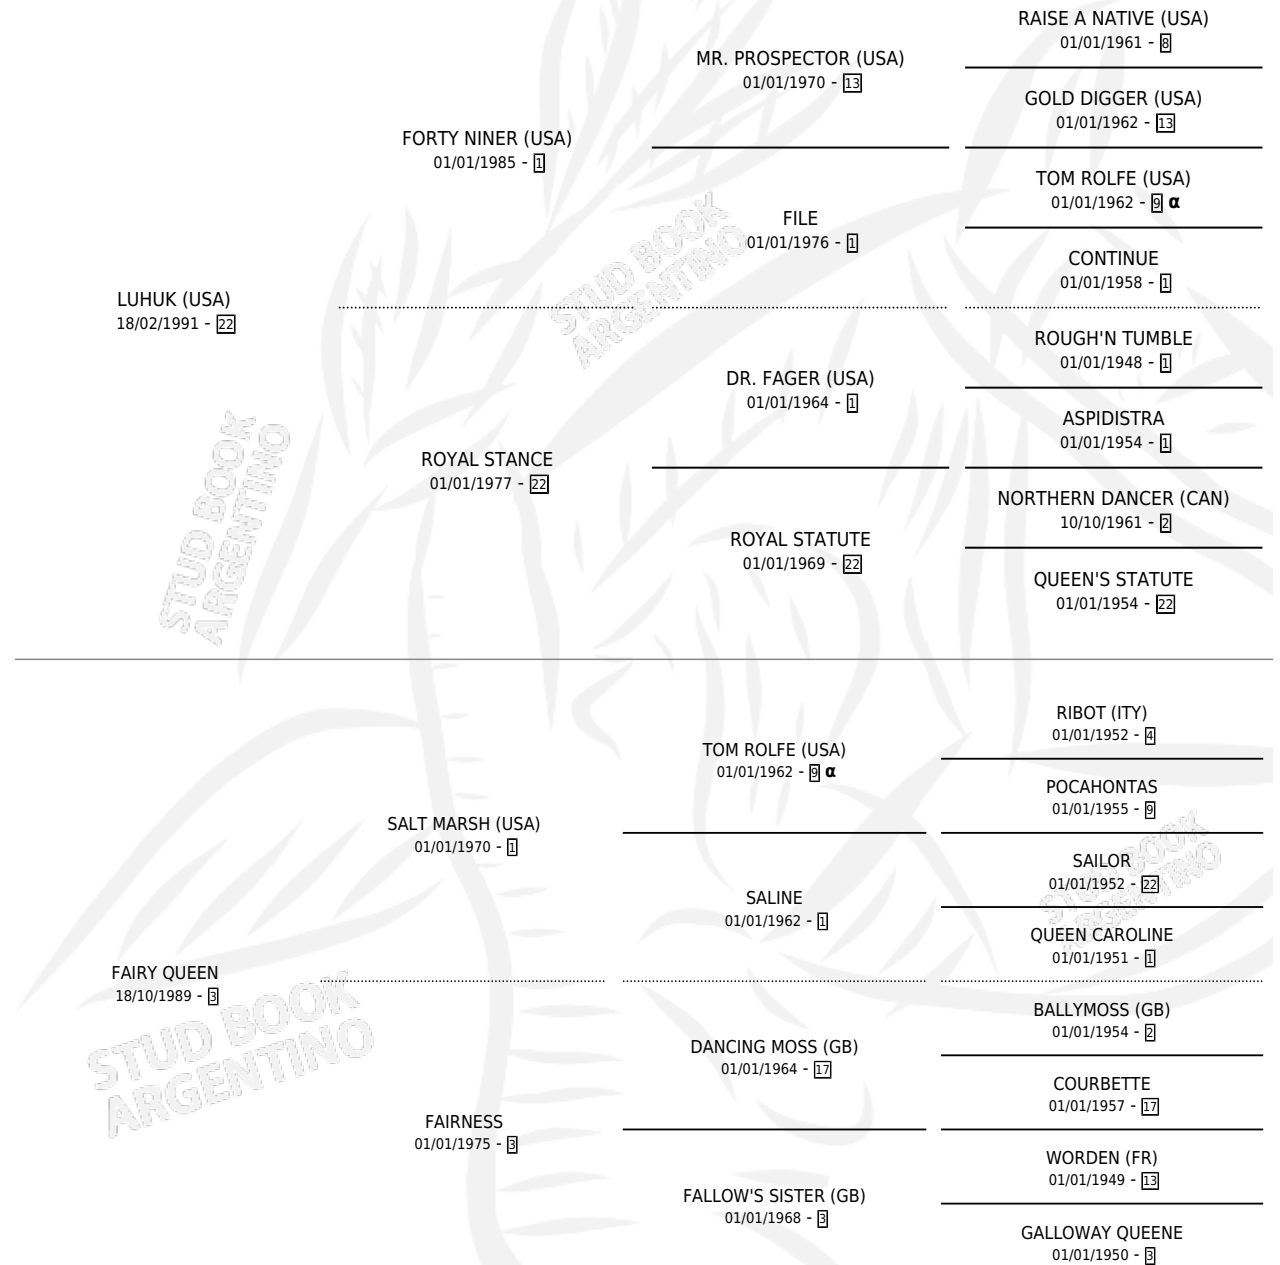 RAISE A NATIVE (USA)
01/01/1961 - 8
MR. PROSPECTOR (USA)
01/01/1970 - 13
GOLD DIGGER (USA)
01/01/1962 - 13
FORTY NINER (USA)
01/01/1985 - 1
TOM ROLFE (USA)
01/01/1962 - 9 α
FILE
01/01/1976 - 1
CONTINUE
01/01/1958 - 1
LUHUK (USA)
18/02/1991 - 22
ROUGH'N TUMBLE
01/01/1948 - 1
DR. FAGER (USA)
01/01/1964 - 1
ASPIDISTRA
01/01/1954 - 1
ROYAL STANCE
01/01/1977 - 22
NORTHERN DANCER (CAN)
10/10/1961 - 2
ROYAL STATUTE
01/01/1969 - 22
QUEEN'S STATUTE
01/01/1954 - 22
RIBOT (ITY)
01/01/1952 - 4
TOM ROLFE (USA)
01/01/1962 - 9 α
POCAHONTAS
01/01/1955 - 9
SALT MARSH (USA)
01/01/1970 - 1
SAILOR
01/01/1952 - 22
SALINE
01/01/1962 - 1
QUEEN CAROLINE
01/01/1951 - 1
FAIRY QUEEN
18/10/1989 - 3
BALLYMOSS (GB)
01/01/1954 - 2
DANCING MOSS (GB)
01/01/1964 - 17
COURBETTE
01/01/1957 - 17
FAIRNESS
01/01/1975 - 3
WORDEN (FR)
01/01/1949 - 13
FALLOW'S SISTER (GB)
01/01/1968 - 3
GALLOWAY QUEENE
01/01/1950 - 3
STUD BOOK
ARGENTINO
STUD BOOK
ARGENTINO
STUD BOOK
ARGENTINO
STUD BOOK
ARGENTINO